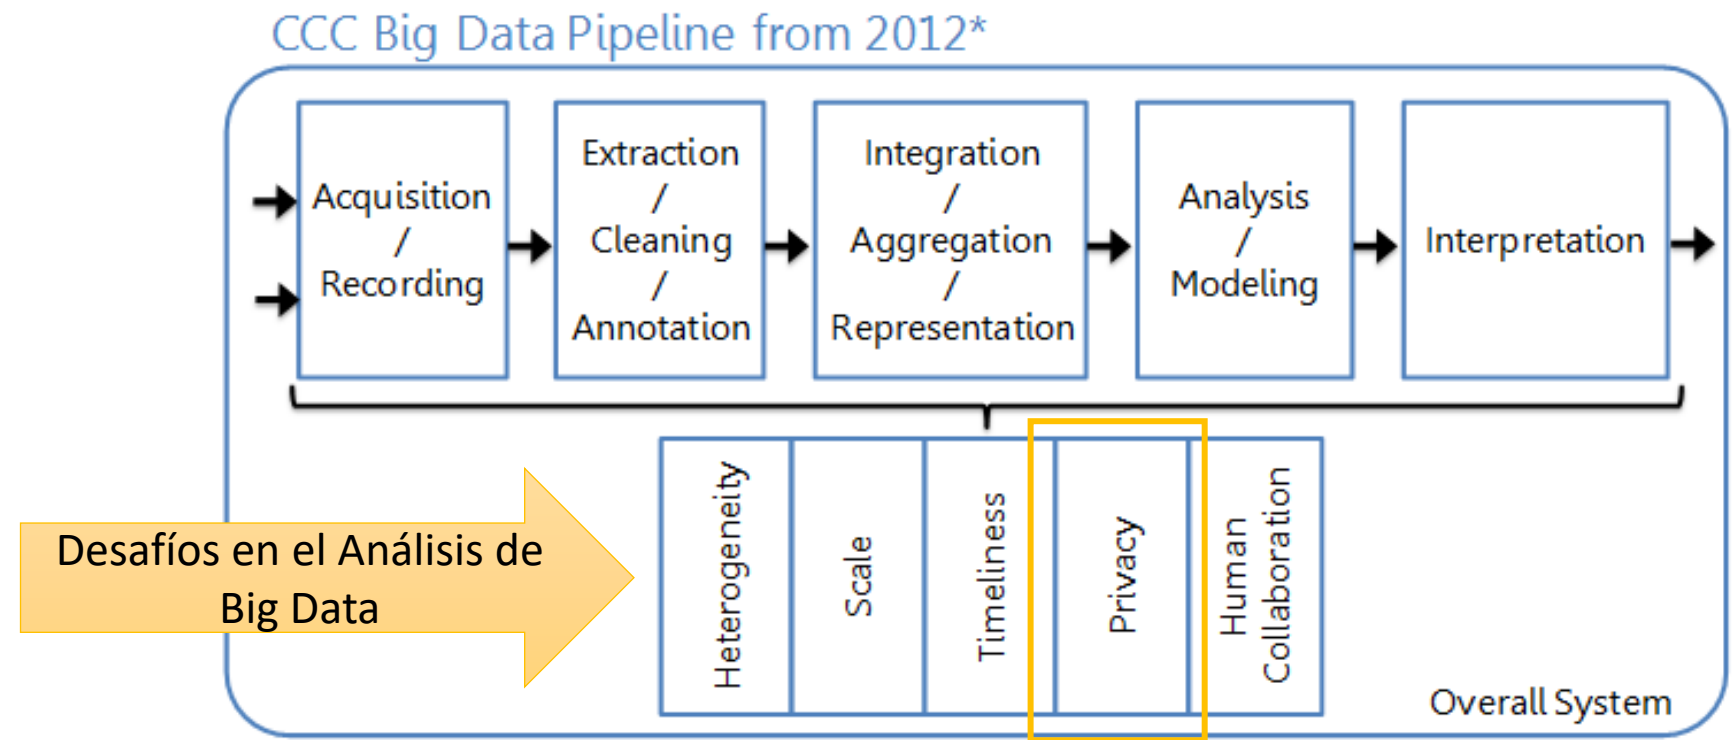 CCC Big Data Pipeline from 2012*
Acquisition
/
Recording
Extraction
/
Cleaning
/
Annotation
Integration
/
Aggregation
/
Representation
Analysis
/
Modeling
Interpretation
Desafíos en el Análisis de
Big Data
Heterogeneity
Scale
Timeliness
Privacy
Human
Collaboration
Overall System